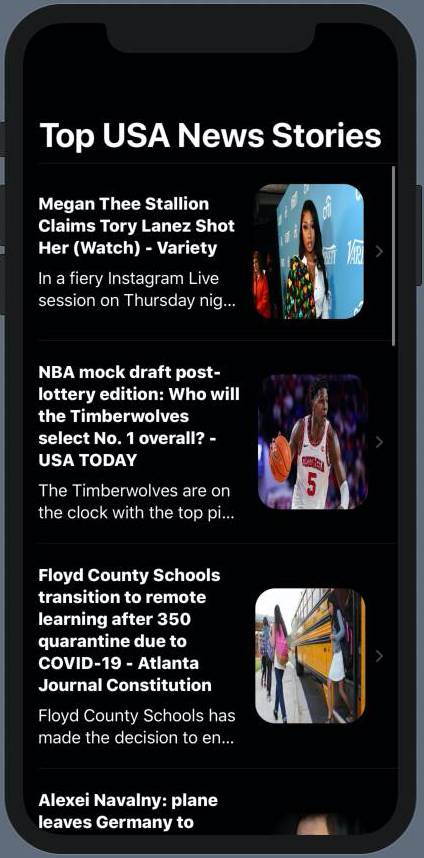 Top USA News Stories
Megan Thee Stallion
Claims Tory Lanez Shot
Her (Watch) - Variety
In a fiery Instagram Live
session on Thursday nig...
NBA mock draft post-
lottery edition: Who will
the Timberwolves
select No. 1 overall? -
USA TODAY
The Timberwolves are on
the clock with the top pi...
5
Floyd County Schools
transition to remote
learning after 350
quarantine due to
COVID-19 - Atlanta
Journal Constitution
Floyd County Schools has
made the decision to en...
Alexei Navalny: plane
leaves Germany to